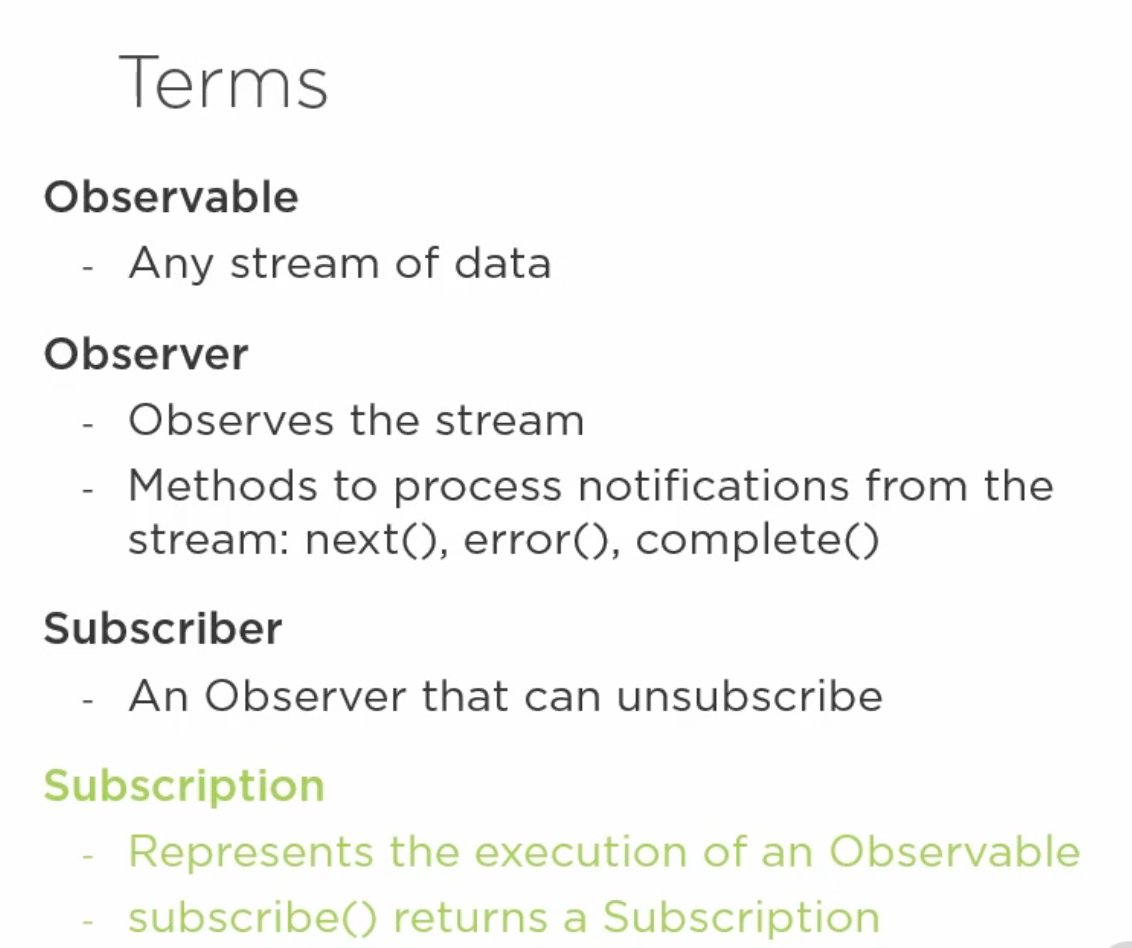 Terms
Observable
- Any stream of data
Observer
- Observes the stream
- Methods to process notifications from the
stream: next(), error(), complete()
Subscriber
- An Observer that can unsubscribe
Subscription
- Represents the execution of an Observable
- subscribe() returns a Subscription